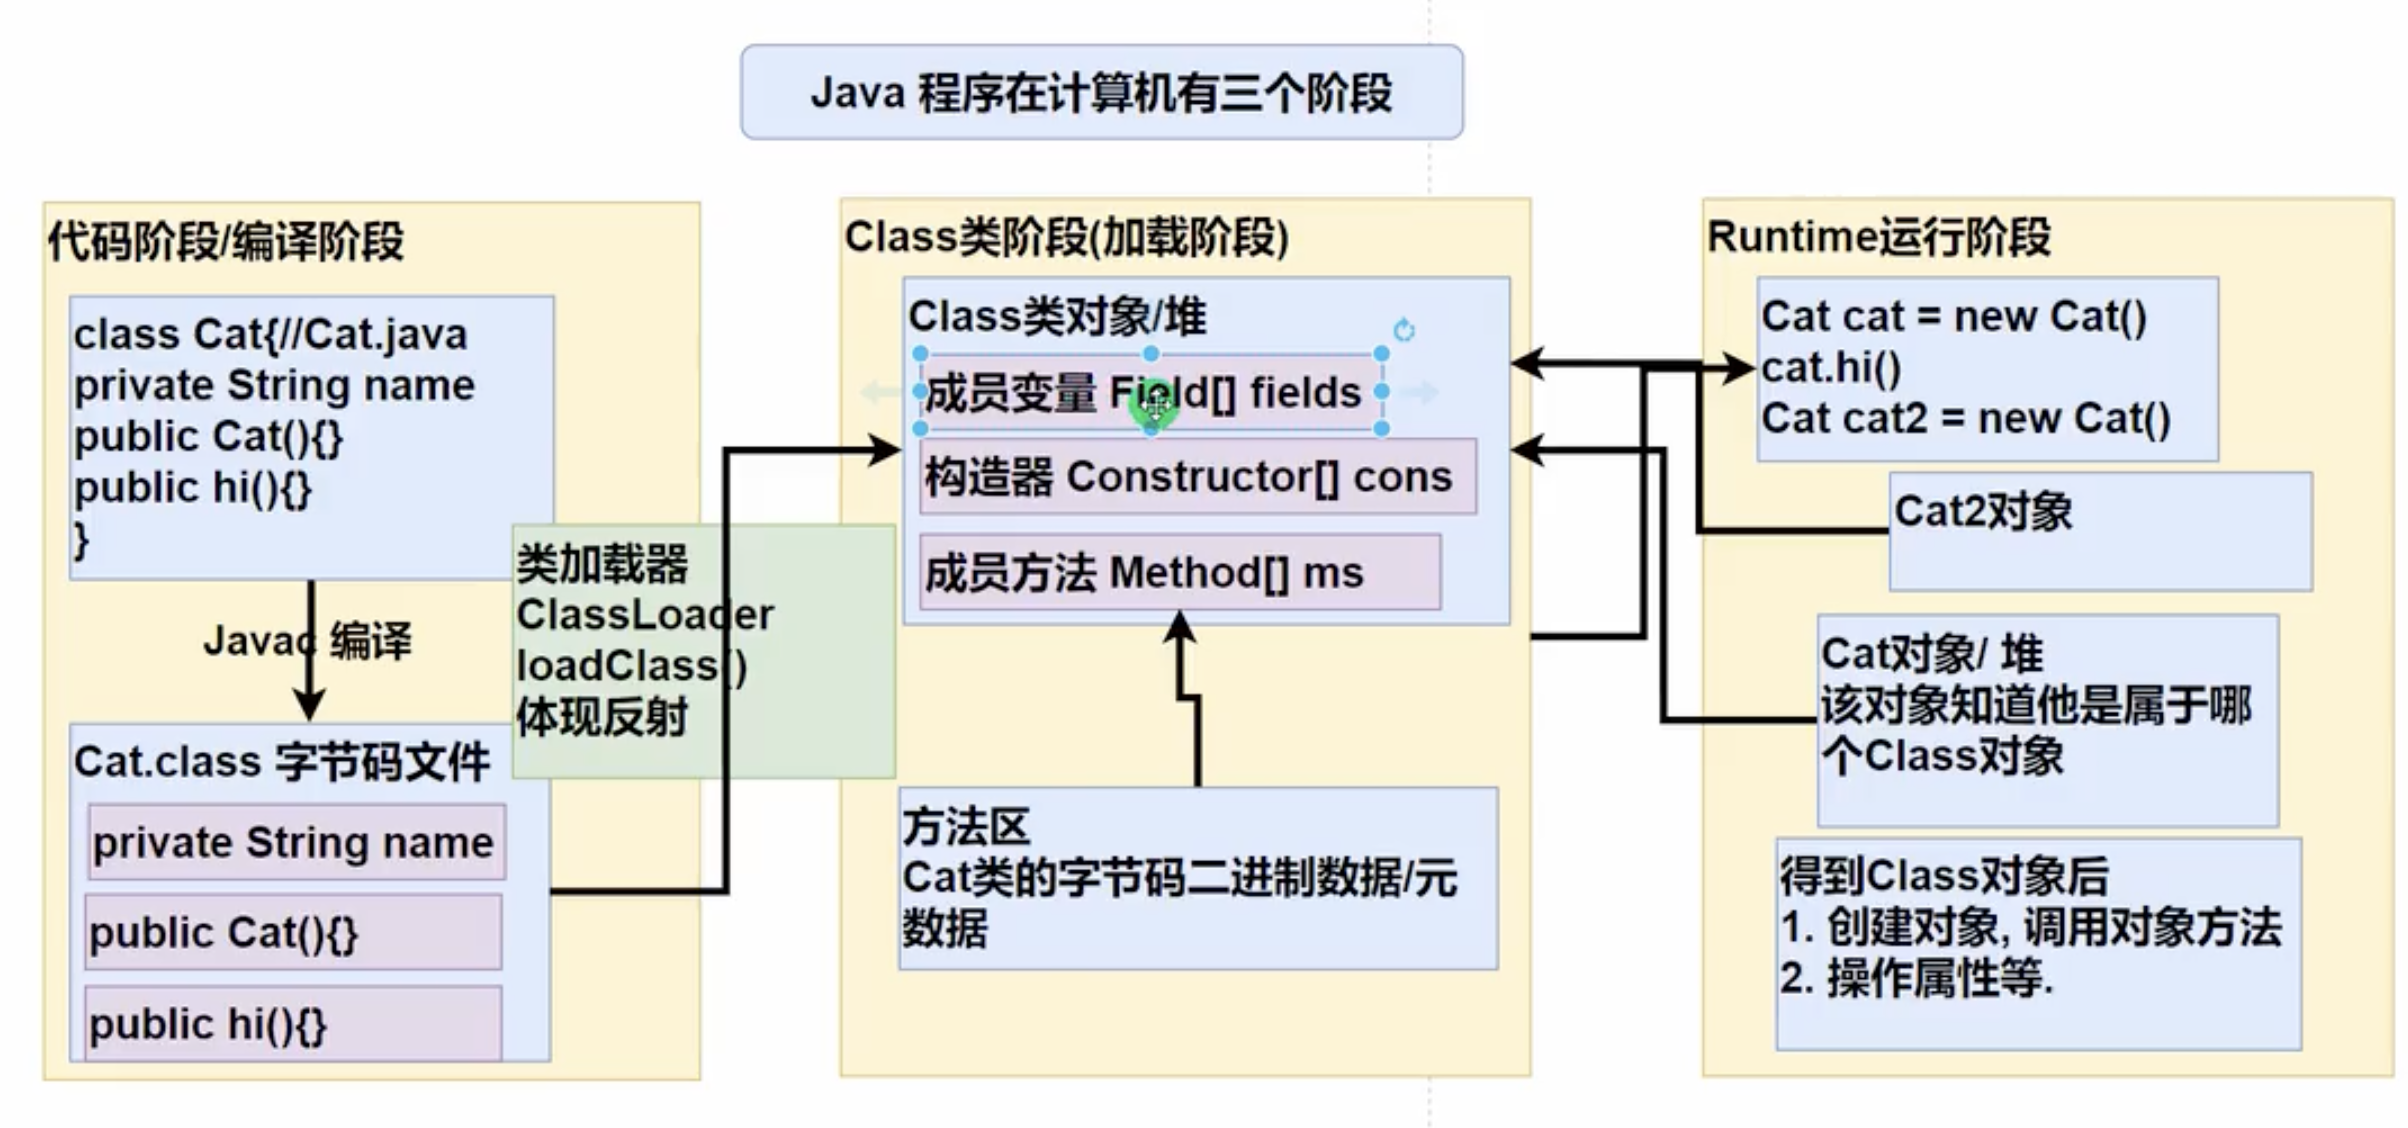 Java 程序在计算机有三个阶段
代码阶段/编译阶段
class Cat{//Cat.java
private String name
public Cat(){}
public hi(){}
}
Javac 编译
Cat.class 字节码文件
private String name
public Cat(){}
public hi(){}
类加载器
ClassLoader
loadClass()
体现反射
Class类阶段(加载阶段)
Class类对象/堆
成员变量 Field[] fields
构造器 Constructor[] cons
成员方法 Method[] ms
方法区
Cat类的字节码二进制数据/元
数据
Runtime运行阶段
Cat cat = new Cat()
cat.hi()
Cat cat2 = new Cat()
Cat2对象
Cat对象/ 堆
该对象知道他是属于哪
个Class对象
得到Class对象后
1. 创建对象, 调用对象方法
2. 操作属性等.